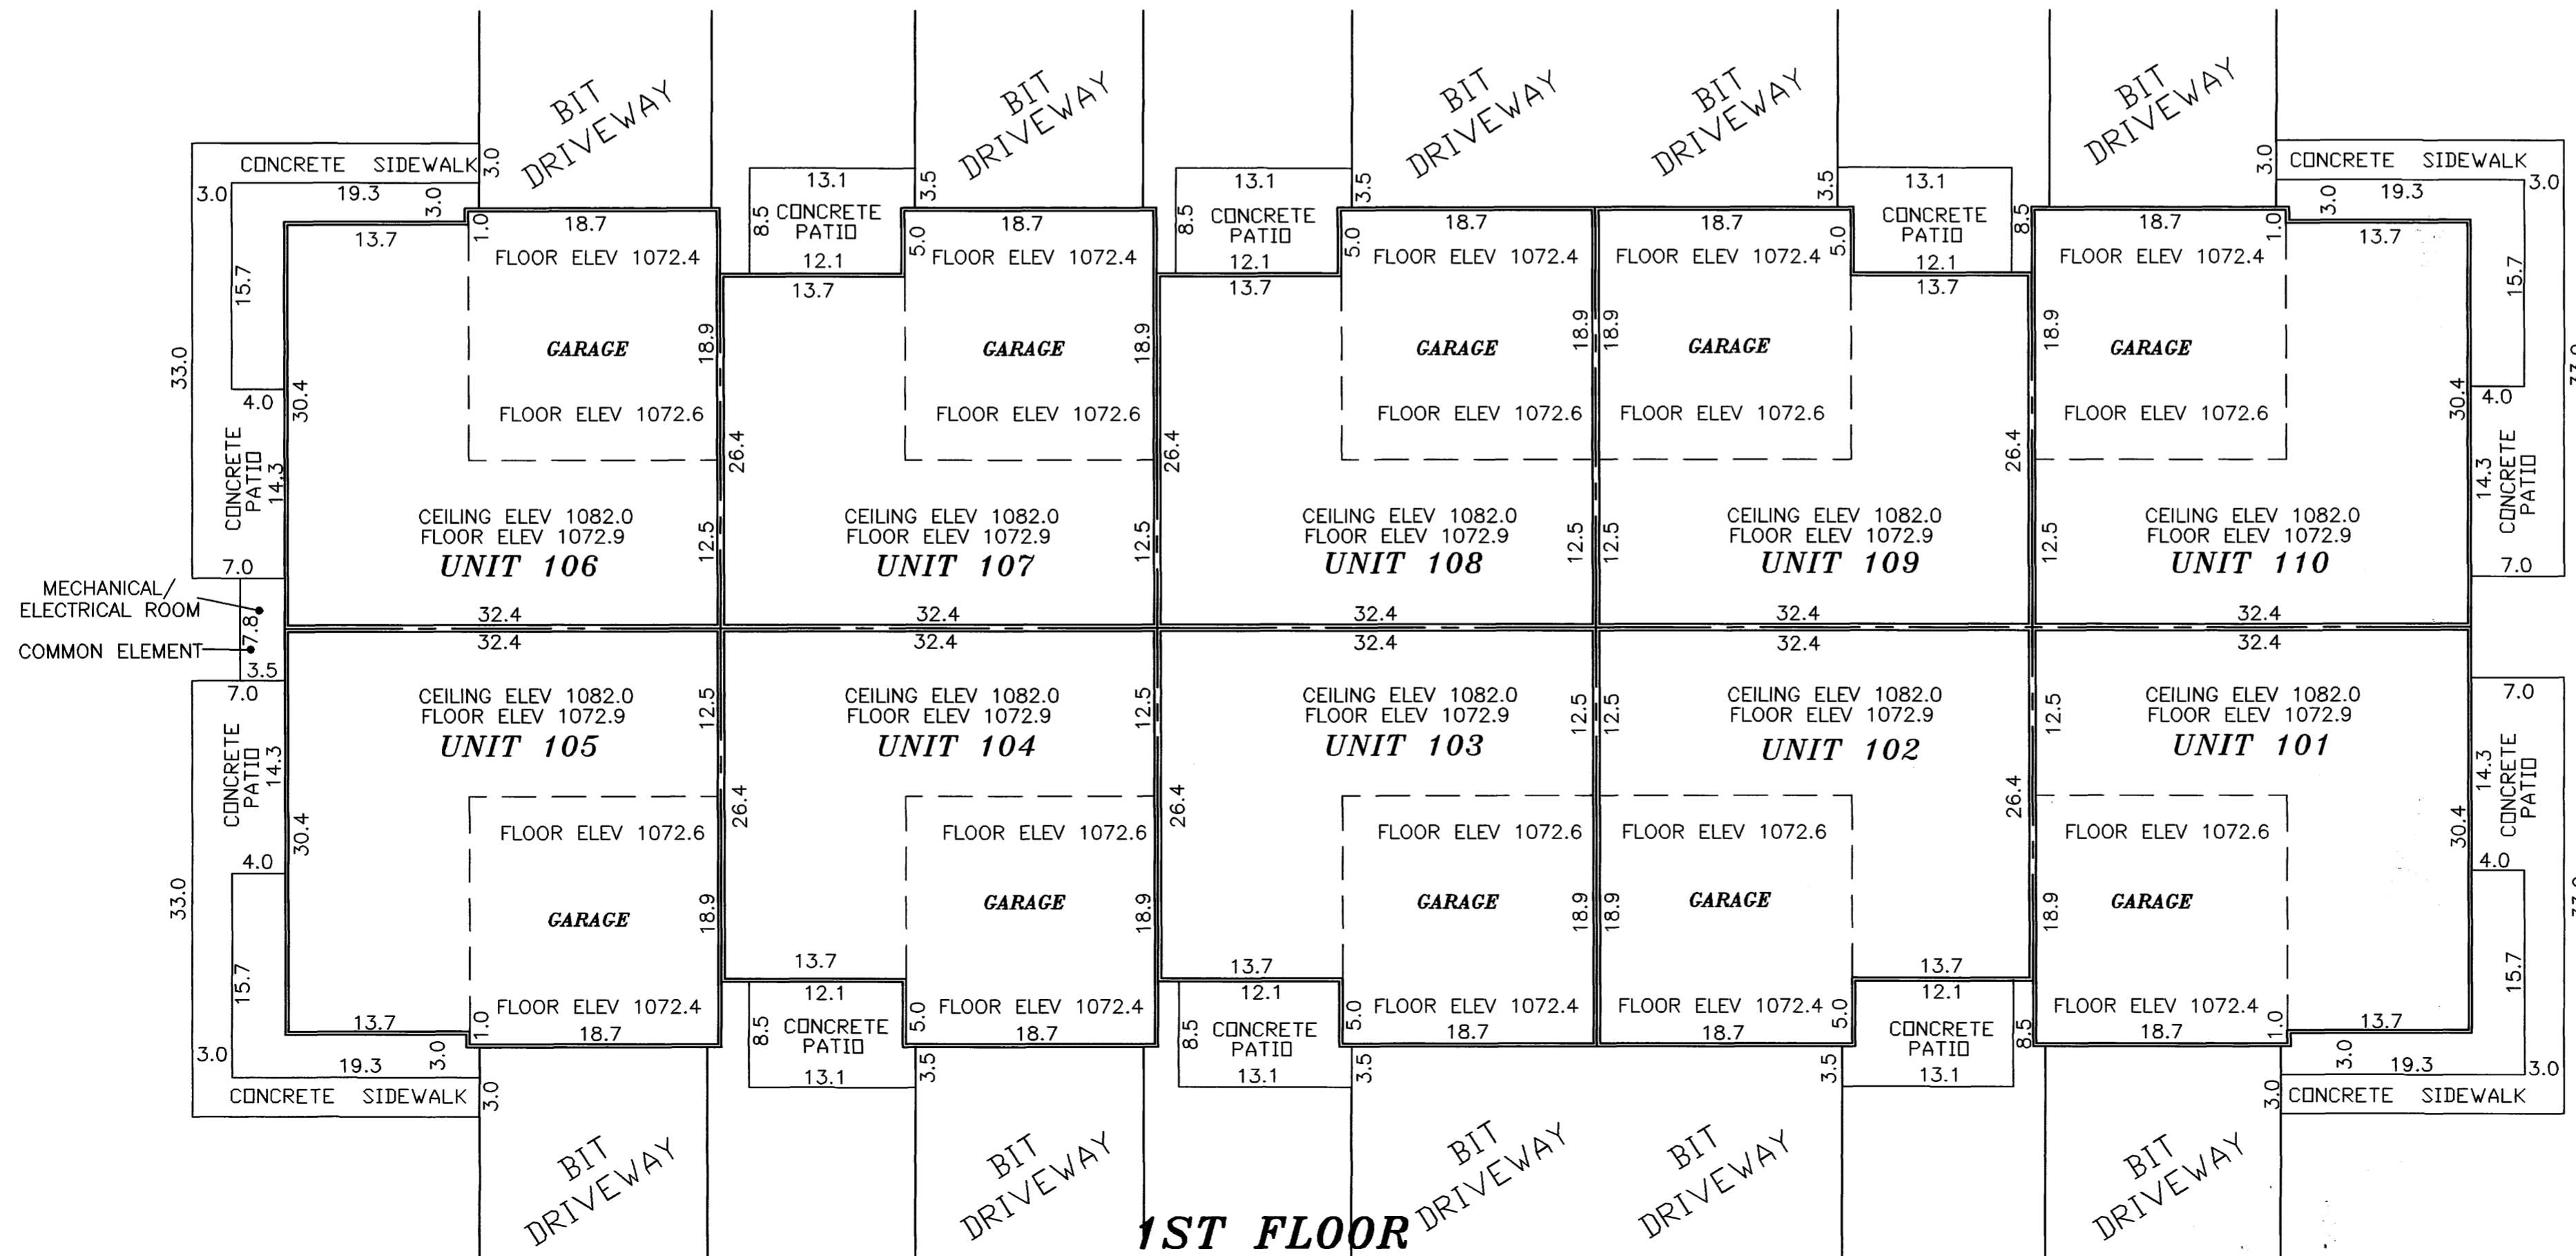 BIT DRIVEWAY
BIT DRIVEWAY
BIT DRIVEWAY
BIT DRIVEWAY
BIT DRIVEWAY
CONCRETE SIDEWALK
3.0
3.0
19.3
3.0
13.7
1.0
18.7
FLOOR ELEV 1072.4
15.7
33.0
4.0
30.4
GARAGE
18.9
FLOOR ELEV 1072.6
CONCRETE PATIO
14.3
7.0
CEILING ELEV 1082.0
FLOOR ELEV 1072.9
UNIT 106
12.5
32.4
13.1
8.5
CONCRETE PATIO
12.1
3.5
5.0
18.7
FLOOR ELEV 1072.4
13.7
GARAGE
18.9
FLOOR ELEV 1072.6
26.4
CEILING ELEV 1082.0
FLOOR ELEV 1072.9
UNIT 107
12.5
32.4
13.1
8.5
CONCRETE PATIO
12.1
3.5
5.0
18.7
FLOOR ELEV 1072.4
13.7
GARAGE
18.9
FLOOR ELEV 1072.6
26.4
CEILING ELEV 1082.0
FLOOR ELEV 1072.9
UNIT 108
12.5
32.4
3.5
13.1
CONCRETE PATIO
8.5
12.1
18.7
5.0
FLOOR ELEV 1072.4
13.7
18.9
GARAGE
FLOOR ELEV 1072.6
26.4
CEILING ELEV 1082.0
FLOOR ELEV 1072.9
12.5
UNIT 109
32.4
3.0
CONCRETE SIDEWALK
3.0
19.3
3.0
18.7
1.0
13.7
FLOOR ELEV 1072.4
15.7
18.9
GARAGE
30.4
4.0
FLOOR ELEV 1072.6
14.3
CONCRETE PATIO
CEILING ELEV 1082.0
FLOOR ELEV 1072.9
12.5
UNIT 110
7.0
32.4
MECHANICAL/
ELECTRICAL ROOM
COMMON ELEMENT
7.8
3.5
7.0
32.4
CEILING ELEV 1082.0
FLOOR ELEV 1072.9
UNIT 105
12.5
CONCRETE PATIO
14.3
4.0
30.4
33.0
FLOOR ELEV 1072.6
GARAGE
18.9
15.7
FLOOR ELEV 1072.4
13.7
1.0
18.7
3.0
3.0
19.3
3.0
CONCRETE SIDEWALK
32.4
CEILING ELEV 1082.0
FLOOR ELEV 1072.9
UNIT 104
12.5
26.4
FLOOR ELEV 1072.6
GARAGE
18.9
13.7
12.1
5.0
FLOOR ELEV 1072.4
18.7
8.5
CONCRETE PATIO
13.1
3.5
32.4
CEILING ELEV 1082.0
FLOOR ELEV 1072.9
UNIT 103
12.5
26.4
FLOOR ELEV 1072.6
GARAGE
18.9
13.7
12.1
5.0
FLOOR ELEV 1072.4
18.7
8.5
CONCRETE PATIO
13.1
3.5
32.4
CEILING ELEV 1082.0
FLOOR ELEV 1072.9
12.5
UNIT 102
26.4
FLOOR ELEV 1072.6
18.9
GARAGE
13.7
12.1
FLOOR ELEV 1072.4
5.0
18.7
CONCRETE PATIO
8.5
3.5
13.1
32.4
CEILING ELEV 1082.0
FLOOR ELEV 1072.9
12.5
UNIT 101
7.0
14.3
CONCRETE PATIO
4.0
30.4
FLOOR ELEV 1072.6
18.9
GARAGE
15.7
FLOOR ELEV 1072.4
1.0
13.7
18.7
3.0
19.3
3.0
3.0
CONCRETE SIDEWALK
BIT DRIVEWAY
BIT DRIVEWAY
BIT DRIVEWAY
BIT DRIVEWAY
BIT DRIVEWAY
1ST FLOOR